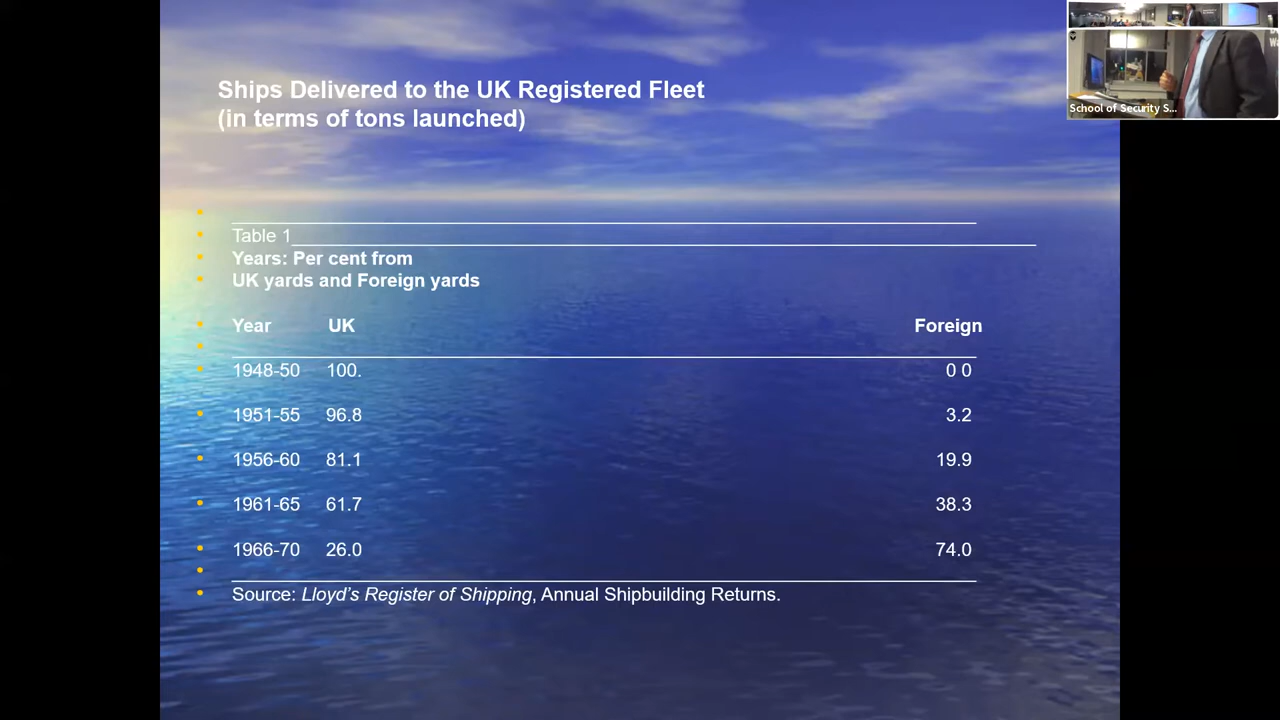 Ships Delivered to the UK Registered Fleet
(in terms of tons launched)
Table 1
Years: Per cent from
UK yards and Foreign yards
Year UK Foreign
1948-50 100. 0 0
1951-55 96.8 3.2
1956-60 81.1 19.9
1961-65 61.7 38.3
1966-70 26.0 74.0
Source: Lloyd's Register of Shipping, Annual Shipbuilding Returns.
School of Security S...